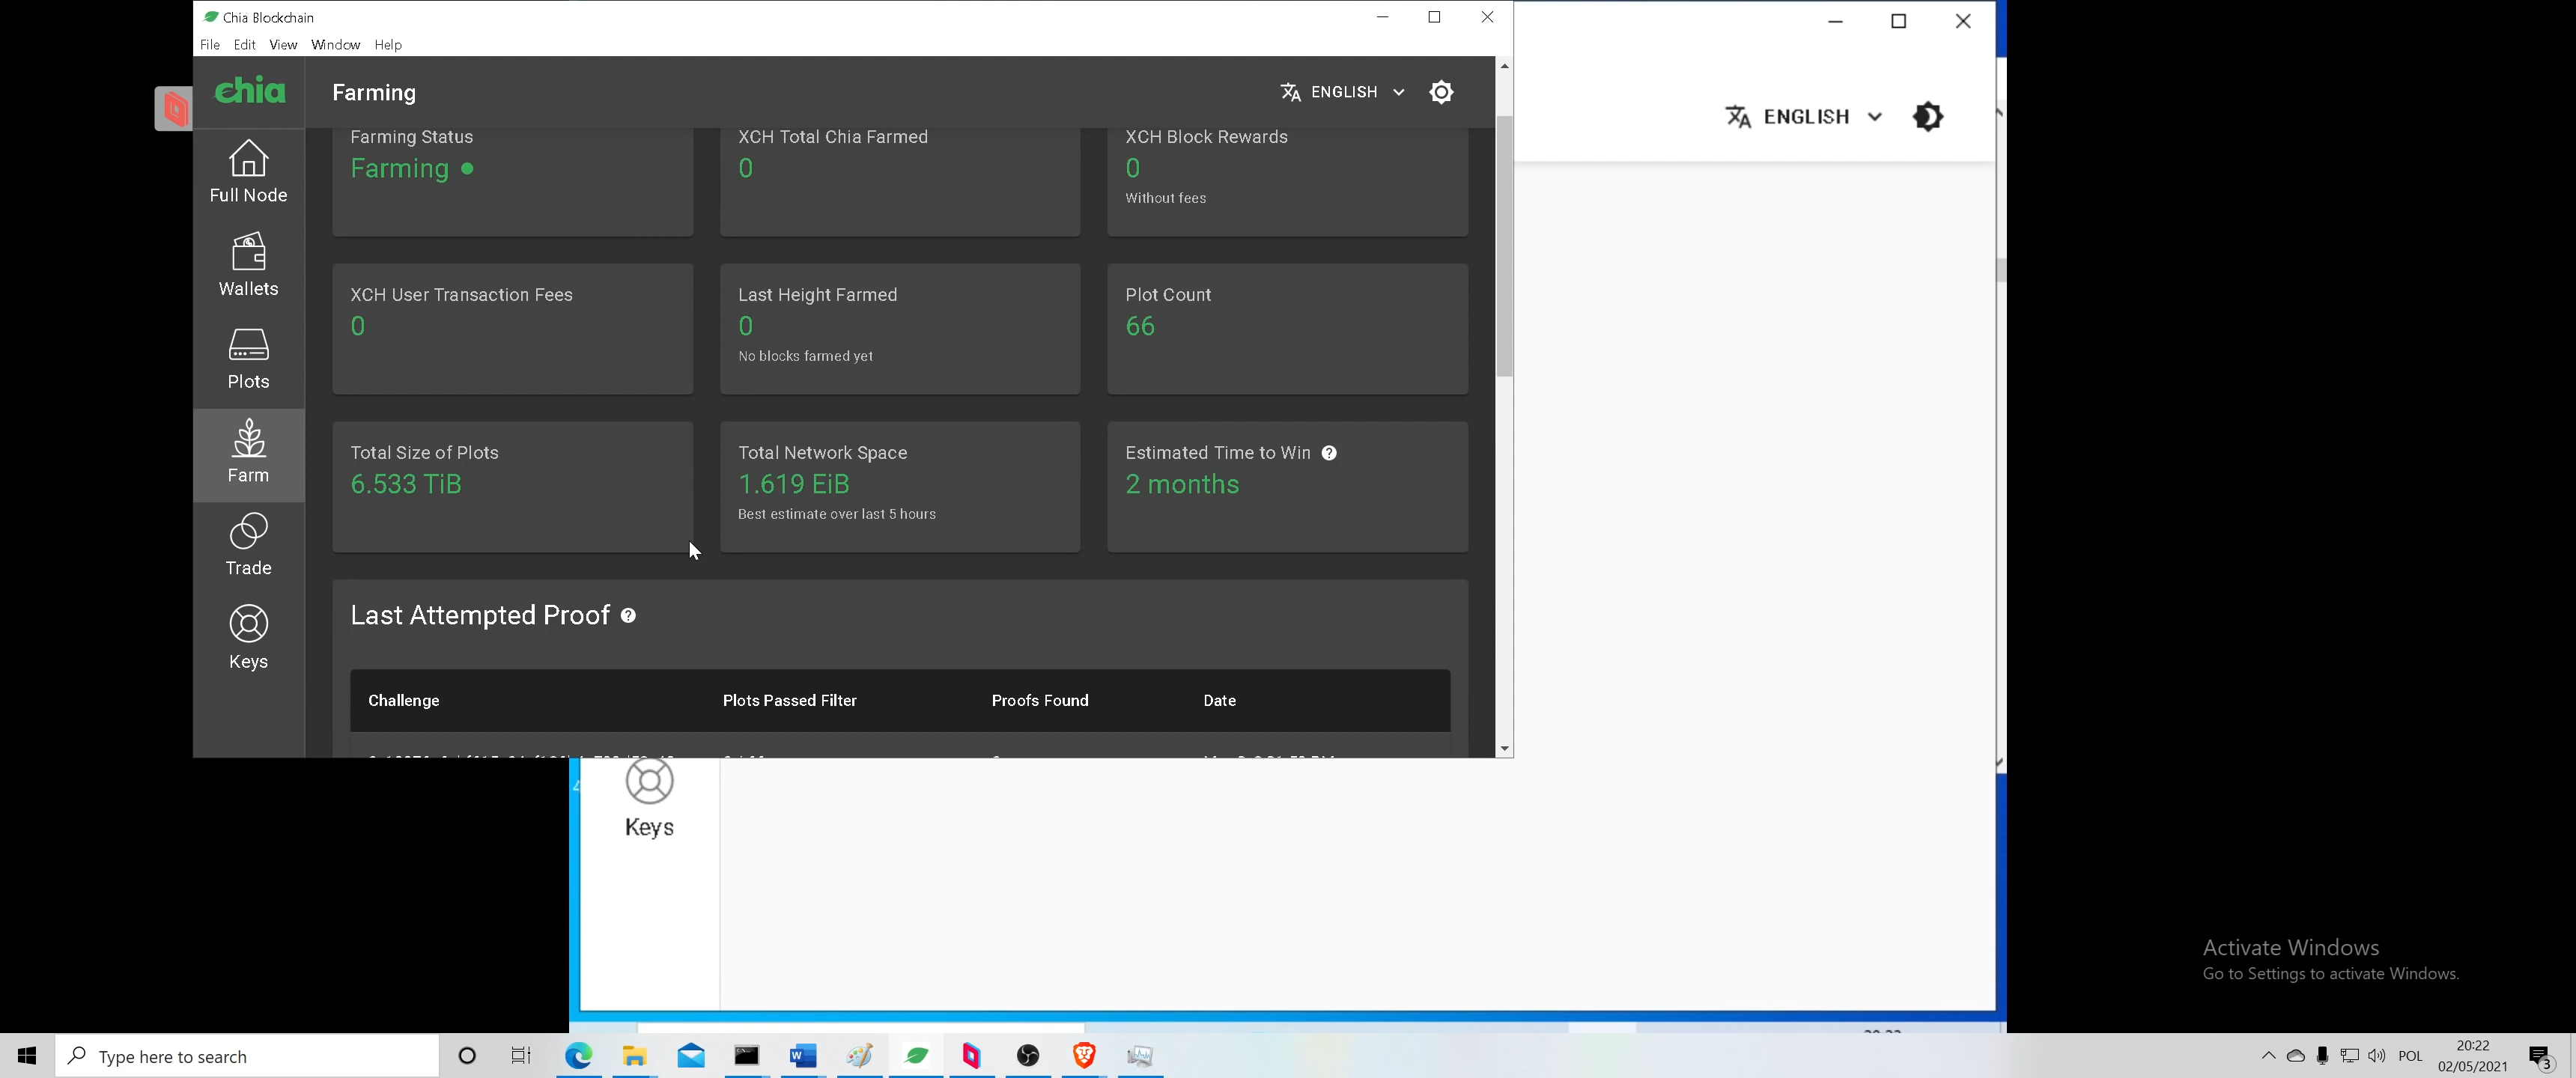 Chia Blockchain
File Edit View Window Help
chia
Farming
ENGLISH
Full Node
Wallets
Plots
Farm
Trade
Keys
Farming Status
Farming
XCH Total Chia Farmed
0
XCH Block Rewards
0
Without fees
XCH User Transaction Fees
0
Last Height Farmed
0
No blocks farmed yet
Plot Count
66
Total Size of Plots
6.533 TiB
Total Network Space
1.619 EiB
Best estimate over last 5 hours
Estimated Time to Win ?
2 months
Last Attempted Proof ?
Challenge Plots Passed Filter Proofs Found Date
ENGLISH
Keys
Activate Windows
Go to Settings to activate Windows.
Type here to search
POL
20:22
02/05/2021
3